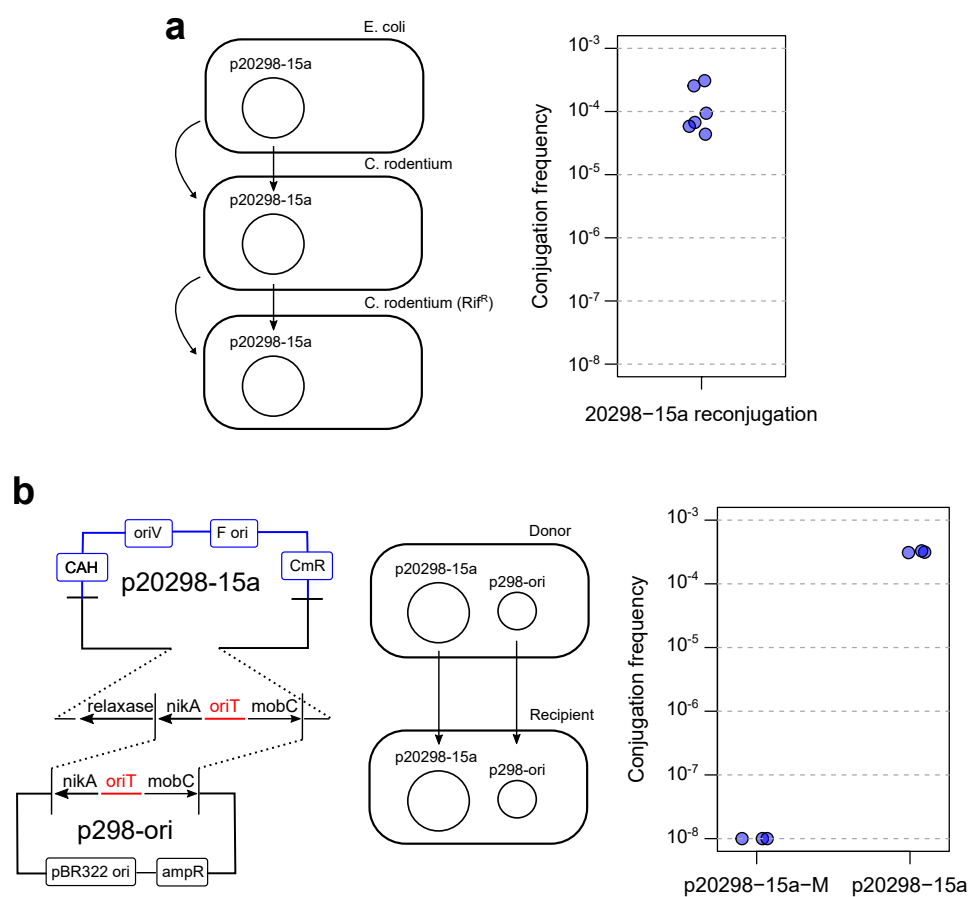 a
E. coli
p20298-15a
C. rodentium
p20298-15a
C. rodentium (RifR)
p20298-15a
Conjugation frequency
10-3
10-4
10-5
10-6
10-7
10-8
20298−15a reconjugation
b
oriV
F ori
CAH
CmR
p20298-15a
relaxase
nikA
oriT
mobC
nikA
oriT
mobC
p298-ori
pBR322 ori
ampR
Donor
p20298-15a
p298-ori
Recipient
p20298-15a
p298-ori
Conjugation frequency
10-3
10-4
10-5
10-6
10-7
10-8
p20298−15a−M
p20298−15a